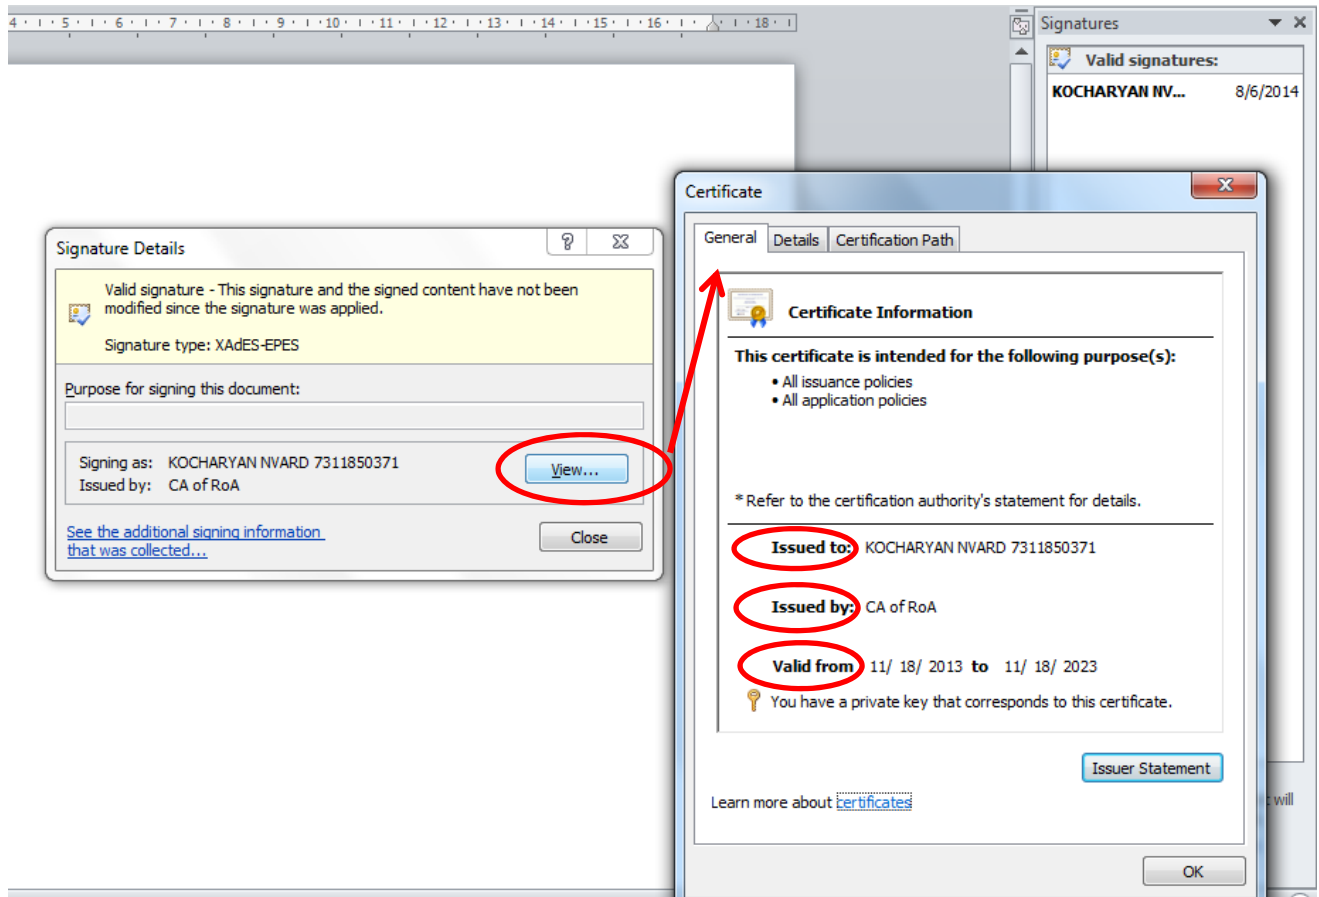 4 · ı · 5 · ı · 6 · ı · 7 · ı · 8 · ı · 9 · ı · 10 · ı · 11 · ı · 12 · ı · 13 · ı · 14 · ı · 15 · ı · 16 · ı · ı · 18 · ı
Signatures
Valid signatures:
KOCHARYAN NV... 8/6/2014
Signature Details
Valid signature - This signature and the signed content have not been
modified since the signature was applied.
Signature type: XAdES-EPES
Purpose for signing this document:
Signing as: KOCHARYAN NVARD 7311850371
View...
Issued by: CA of RoA
See the additional signing information
that was collected...
Close
Certificate
General Details Certification Path
Certificate Information
This certificate is intended for the following purpose(s):
• All issuance policies
• All application policies
* Refer to the certification authority's statement for details.
Issued to: KOCHARYAN NVARD 7311850371
Issued by: CA of RoA
Valid from 11/ 18/ 2013 to 11/ 18/ 2023
You have a private key that corresponds to this certificate.
Issuer Statement
Learn more about certificates
OK
will